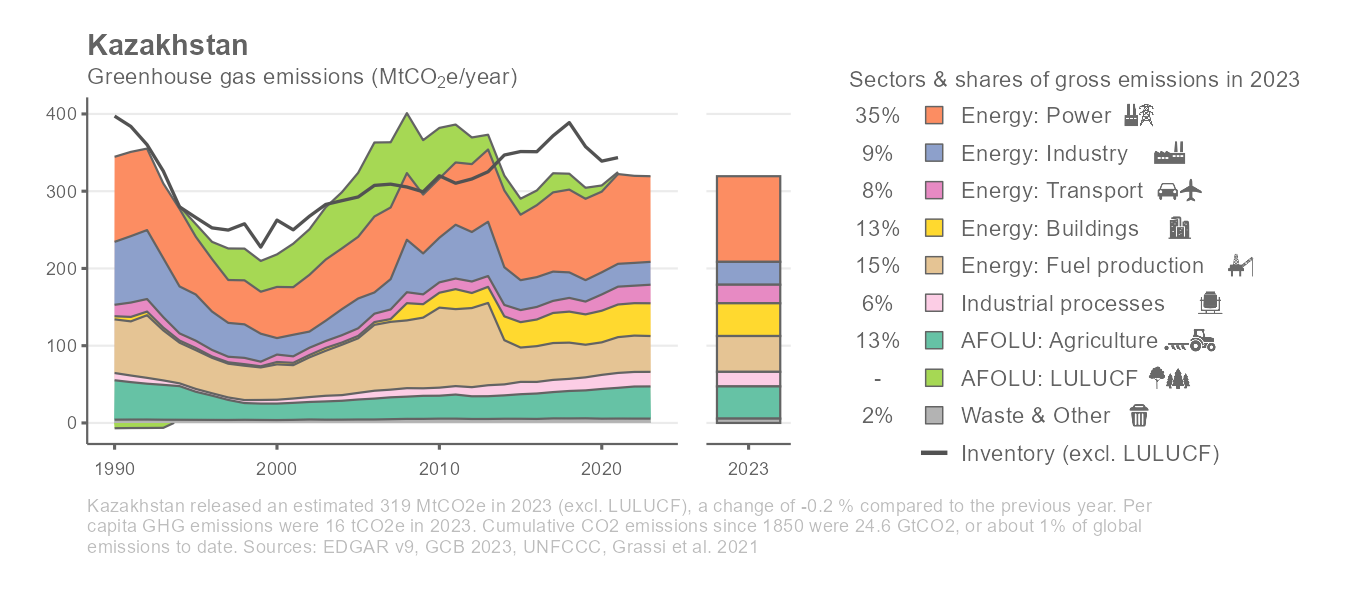 Kazakhstan
Greenhouse gas emissions (MtCO₂e/year)
400
300
200
100
0
1990
2000
2010
2020
2023
Sectors & shares of gross emissions in 2023
35% Energy: Power
9% Energy: Industry
8% Energy: Transport
13% Energy: Buildings
15% Energy: Fuel production
6% Industrial processes
13% AFOLU: Agriculture
- AFOLU: LULUCF
2% Waste & Other
Inventory (excl. LULUCF)
Kazakhstan released an estimated 319 MtCO2e in 2023 (excl. LULUCF), a change of -0.2 % compared to the previous year. Per
capita GHG emissions were 16 tCO2e in 2023. Cumulative CO2 emissions since 1850 were 24.6 GtCO2, or about 1% of global
emissions to date. Sources: EDGAR v9, GCB 2023, UNFCCC, Grassi et al. 2021